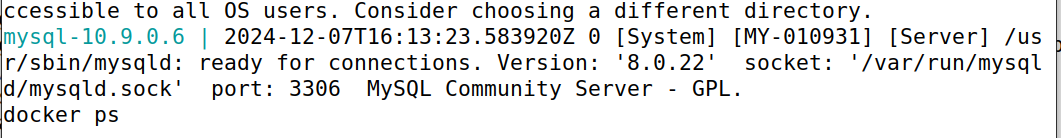 ccessible to all OS users. Consider choosing a different directory.
mysql-10.9.0.6 | 2024-12-07T16:13:23.583920Z 0 [System] [MY-010931] [Server] /us
r/sbin/mysqld: ready for connections. Version: '8.0.22'  socket: '/var/run/mysql
d/mysqld.sock'  port: 3306  MySQL Community Server - GPL.
docker ps